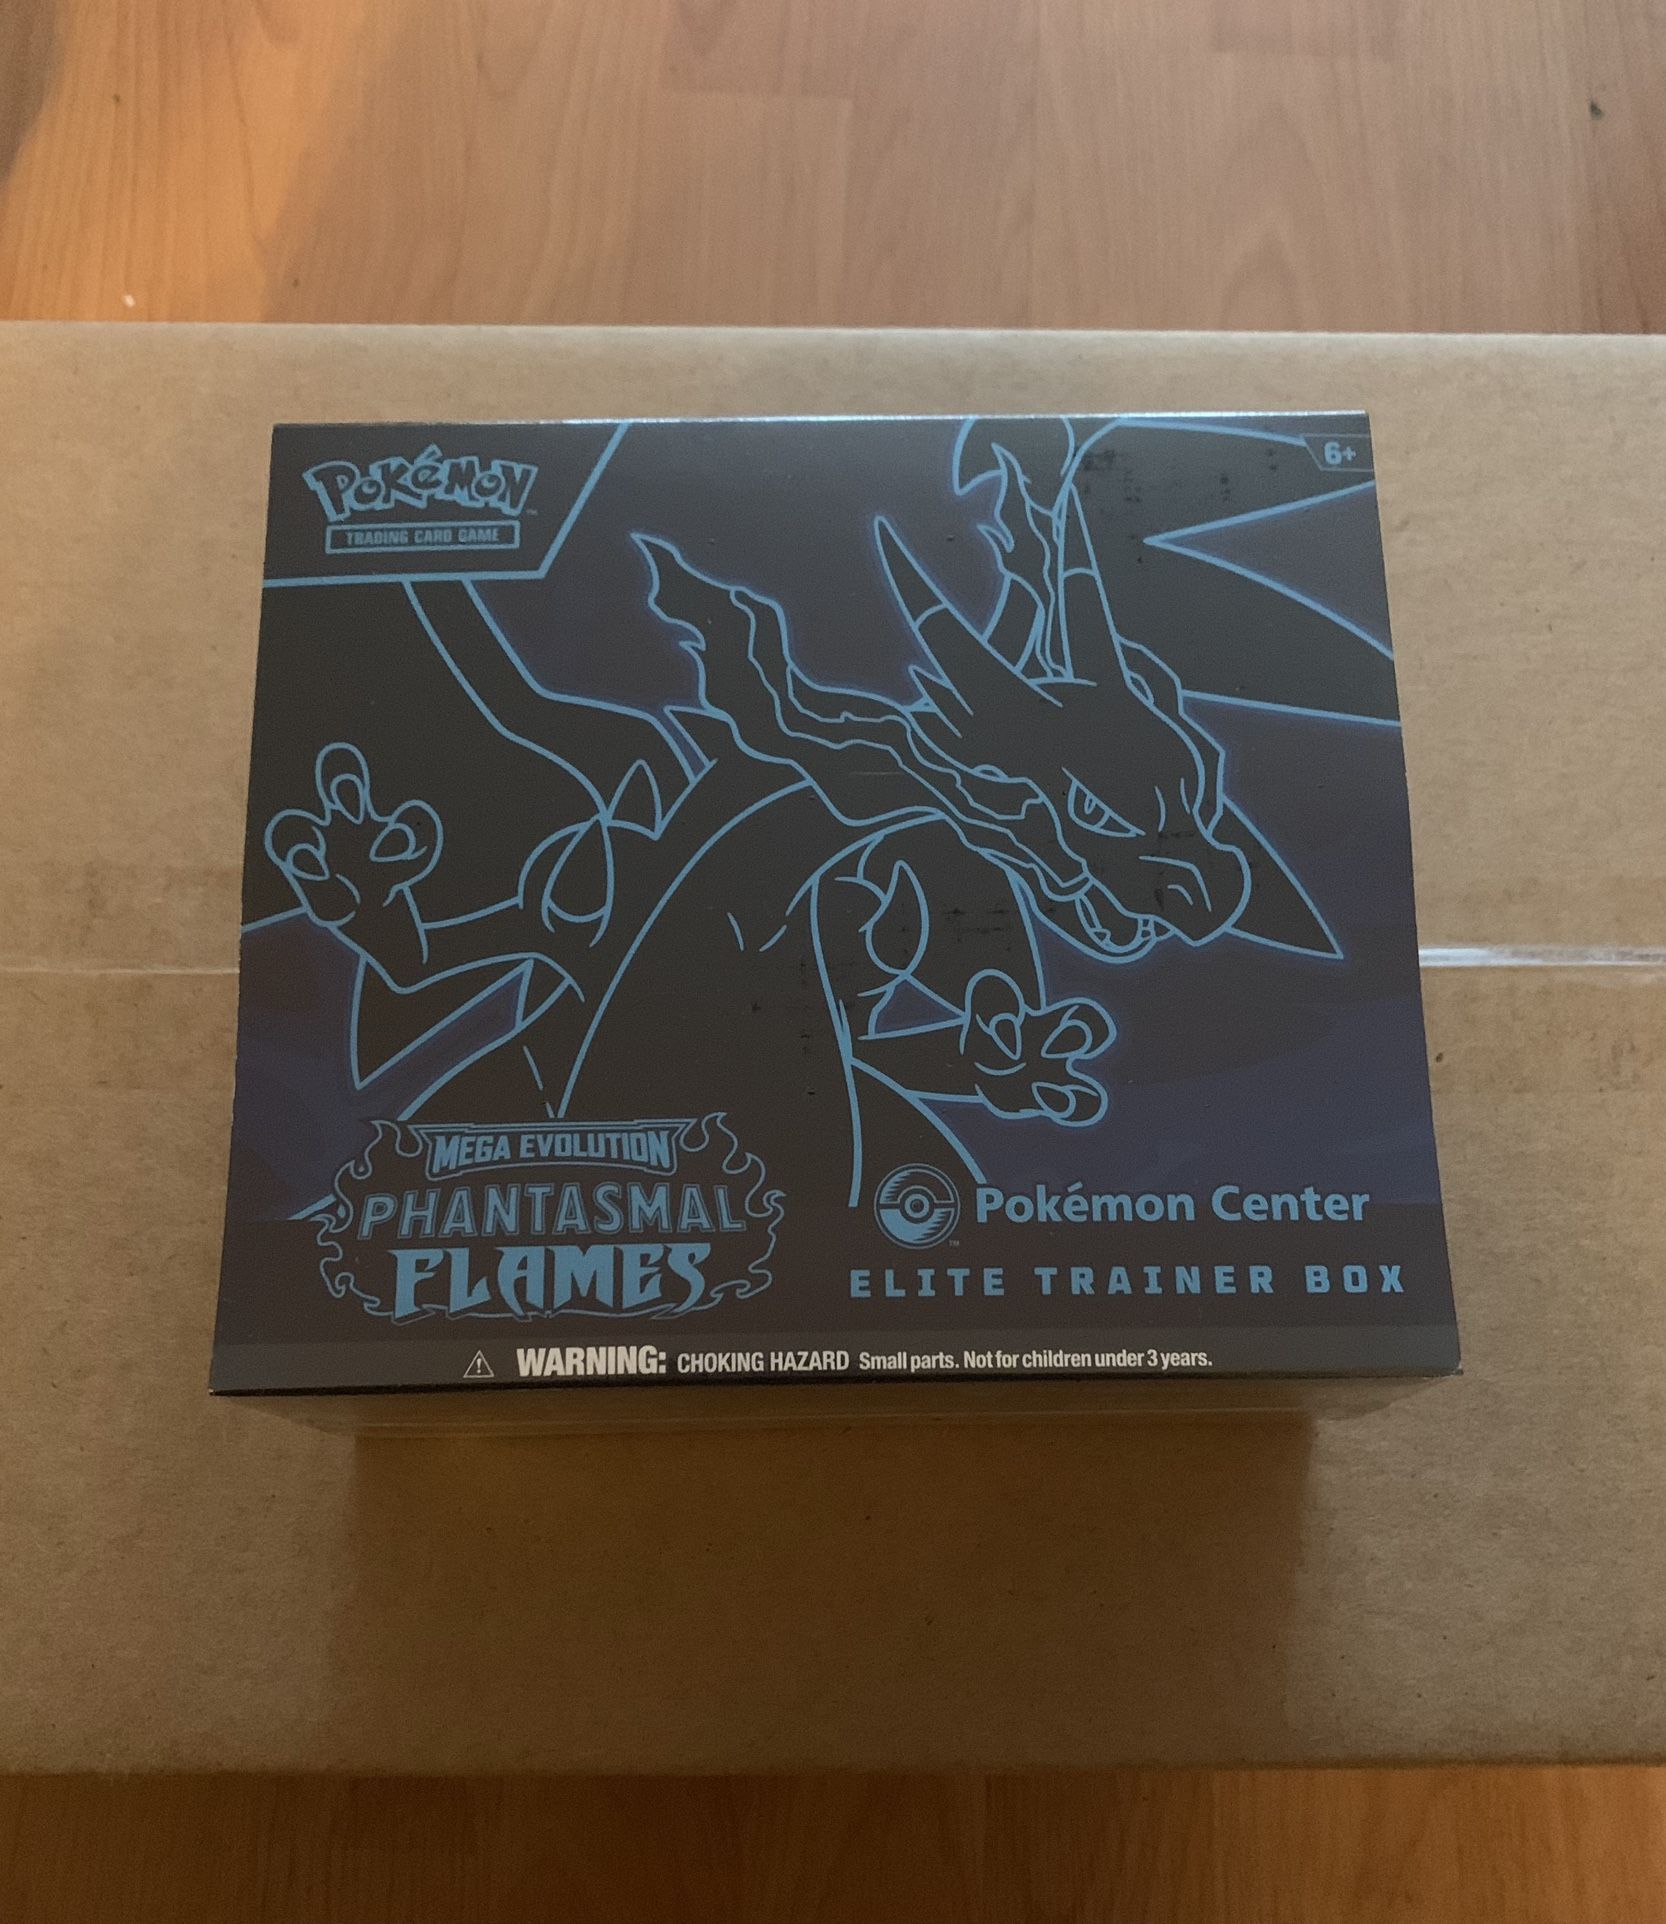 POKéMON
TRADING CARD GAME
6+
MEGA EVOLUTION
PHANTASMAL
FLAMES
Pokémon Center
ELITE TRAINER BOX
WARNING: CHOKING HAZARD Small parts. Not for children under 3 years.